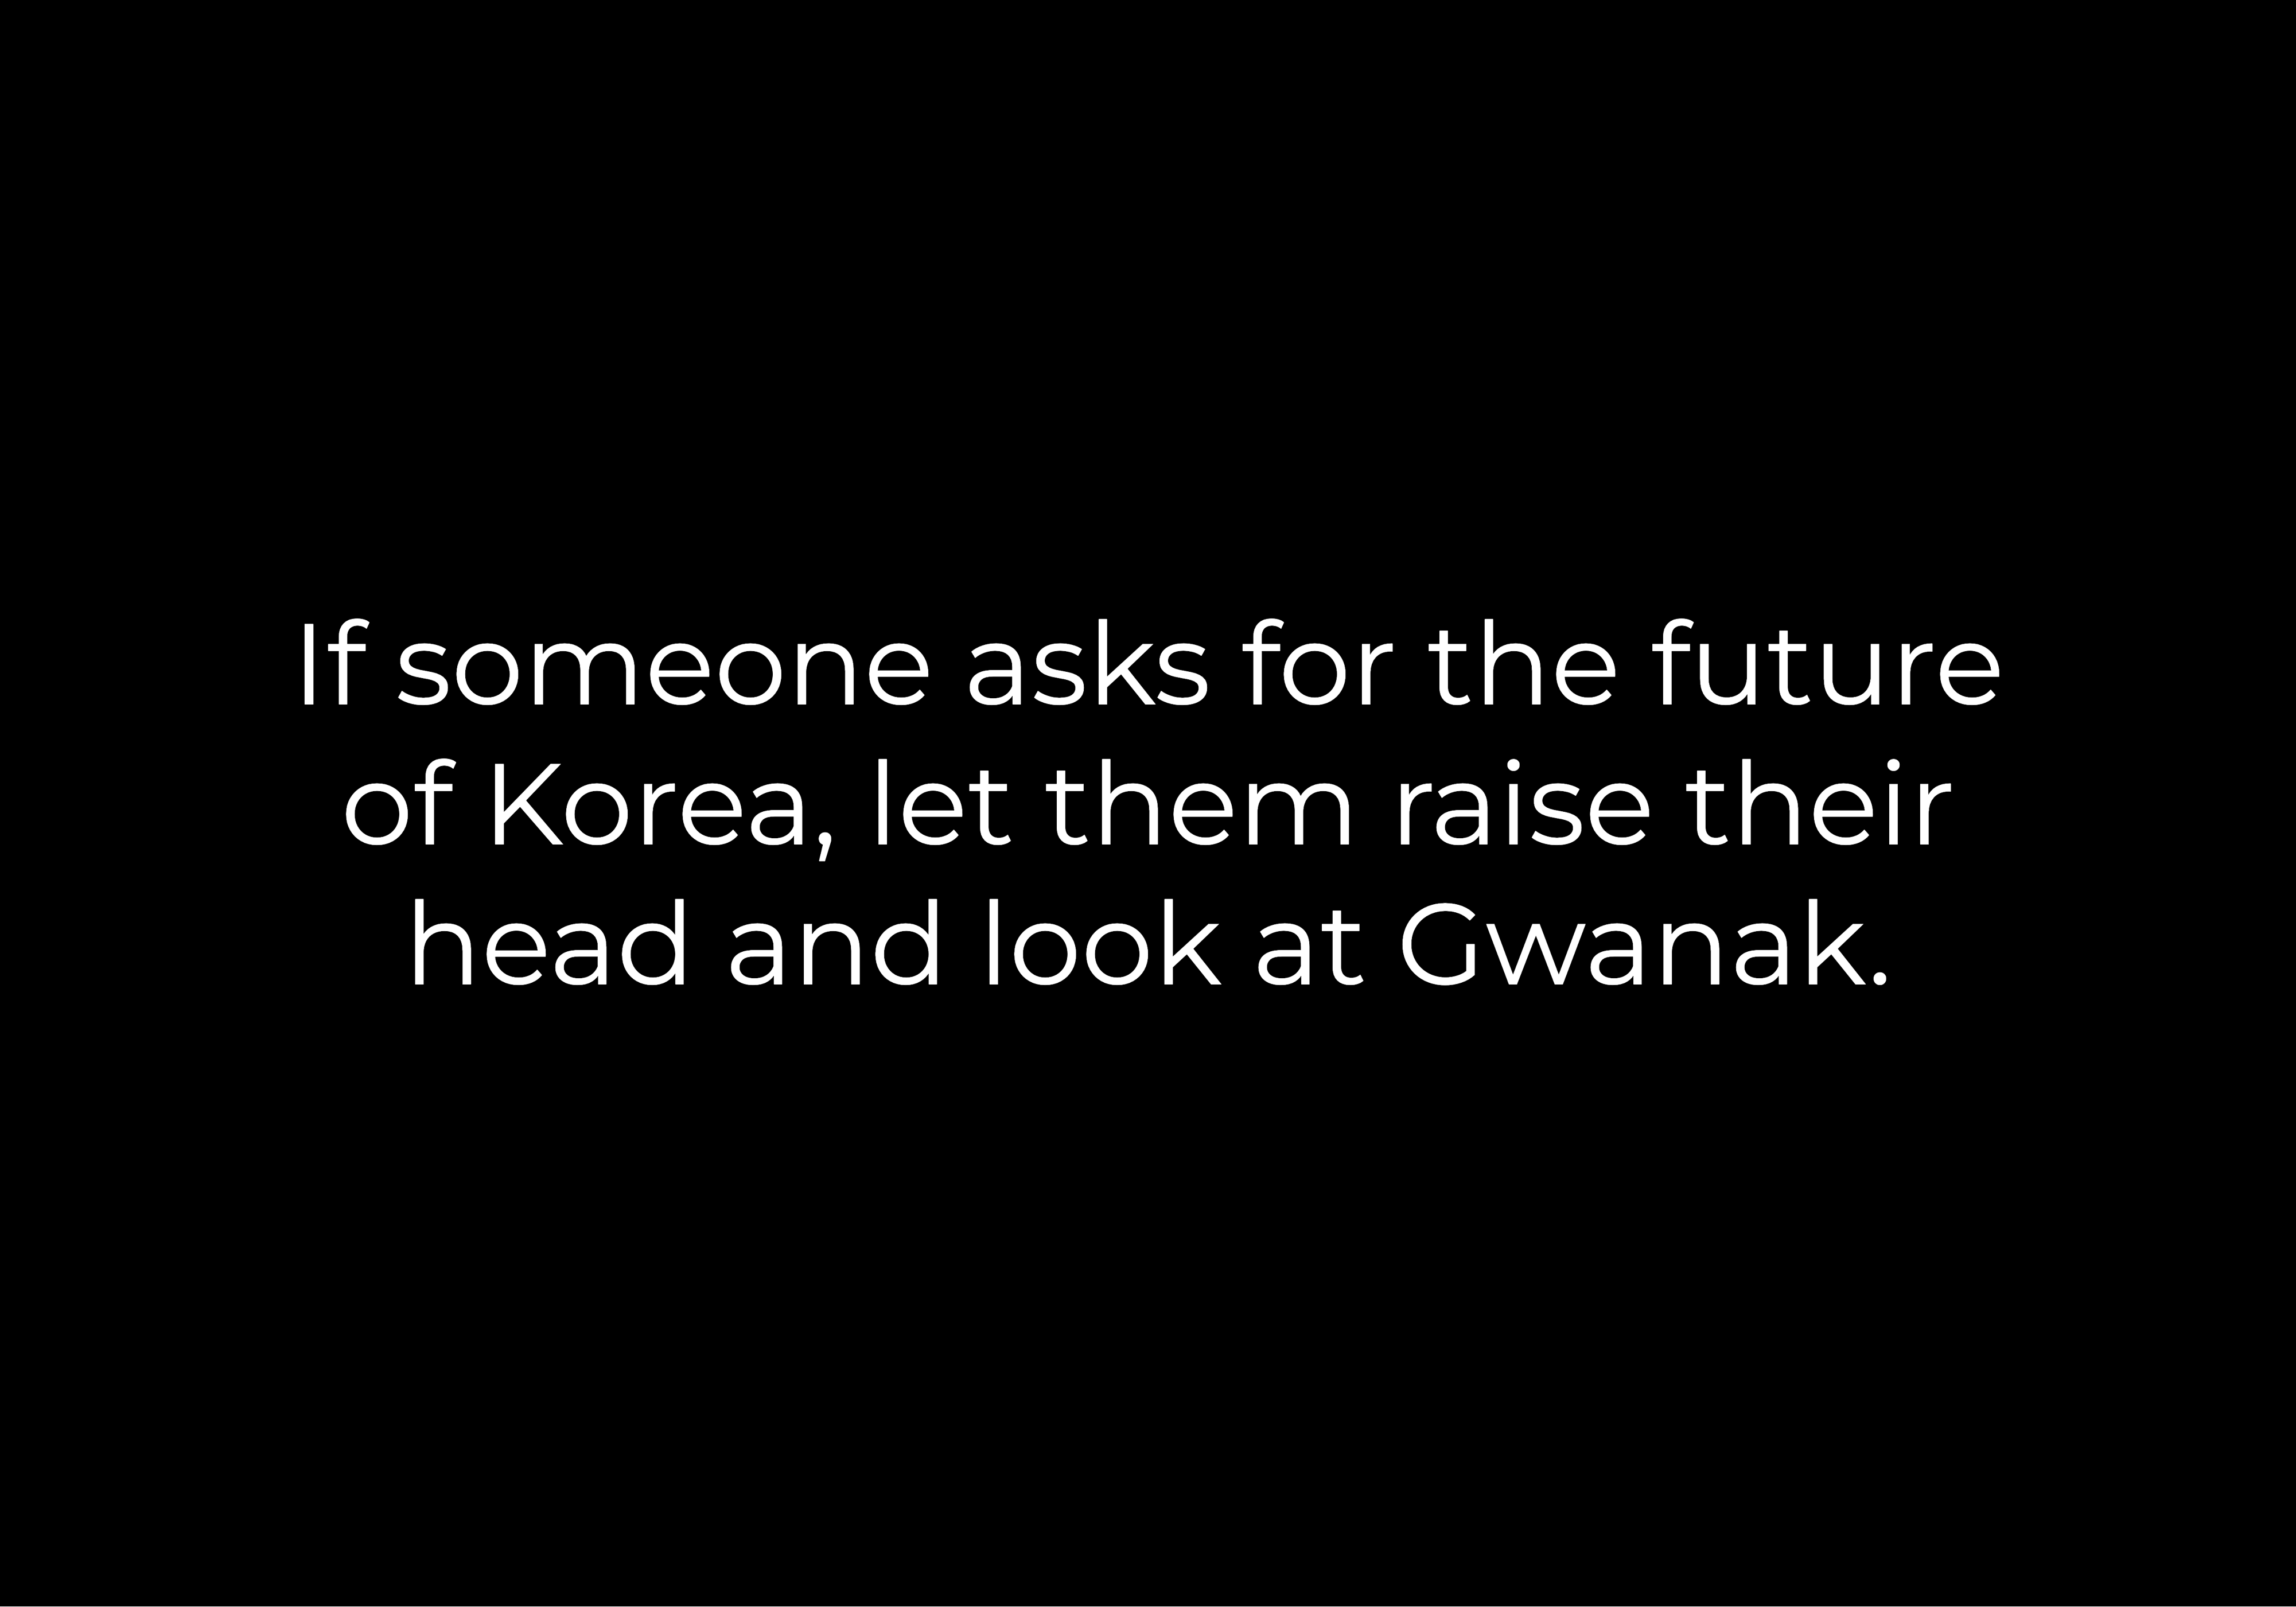 If someone asks for the future
of Korea, let them raise their
head and look at Gwanak.